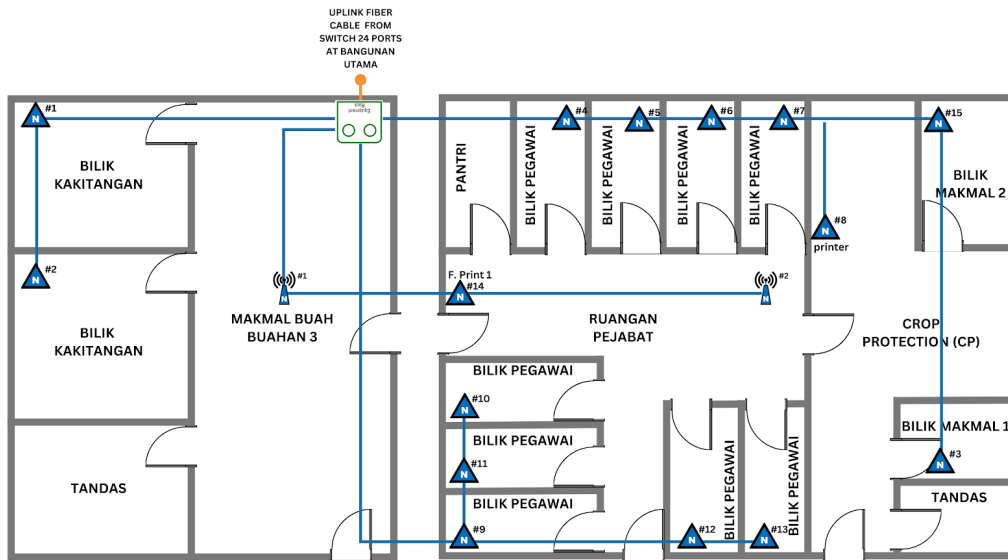 UPLINK FIBER
CABLE FROM
SWITCH 24 PORTS
AT BANGUNAN
UTAMA
Equipment
Rack
#1
N
#4
N
#5
N
#6
N
#7
N
#15
N
BILIK
KAKITANGAN
PANTRI
BILIK PEGAWAI
BILIK PEGAWAI
BILIK PEGAWAI
BILIK PEGAWAI
BILIK
MAKMAL 2
#8
N
printer
#2
N
#1
N
F. Print 1
#14
N
#2
N
MAKMAL BUAH
BUAHAN 3
RUANGAN
PEJABAT
CROP
PROTECTION (CP)
BILIK
KAKITANGAN
BILIK PEGAWAI
#10
N
BILIK PEGAWAI
#11
N
BILIK PEGAWAI
#9
N
BILIK PEGAWAI
#12
N
BILIK PEGAWAI
#13
N
BILIK MAKMAL 1
#3
N
TANDAS
TANDAS